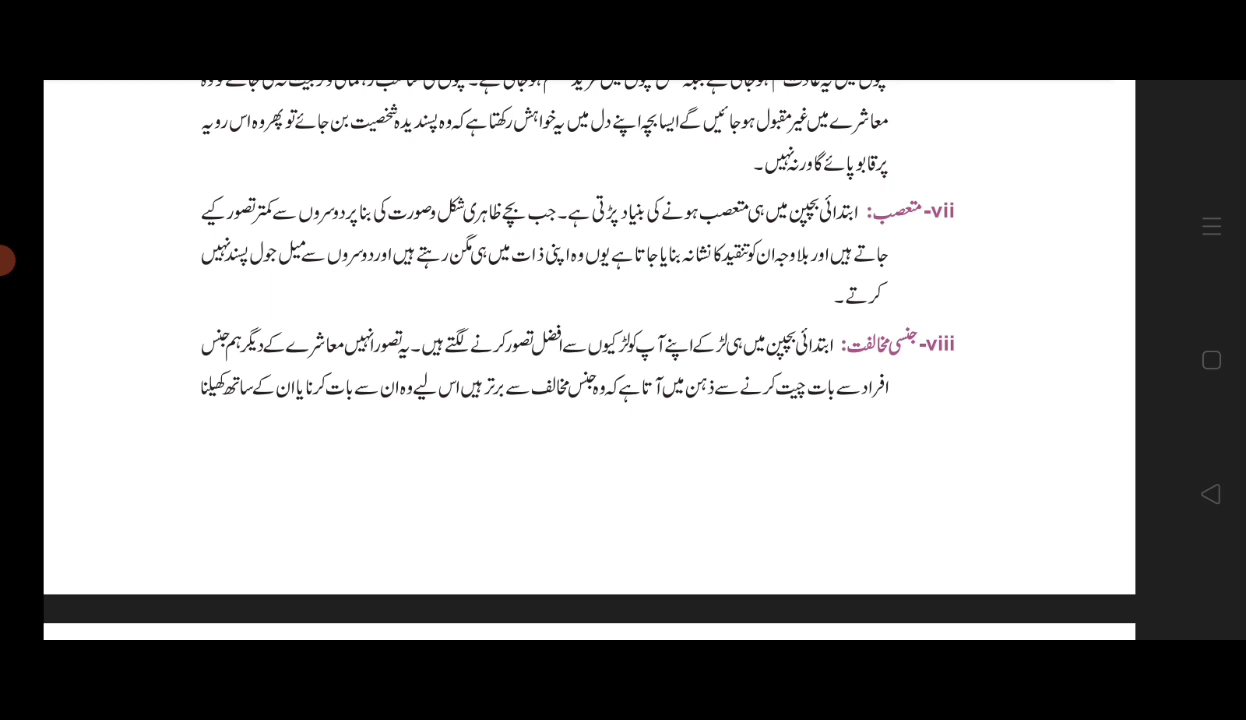 معاشرے میں غیر مقبول ہو جائیں گے ایسا بچہ اپنے دل میں یہ خواہش رکھتا ہے کہ وہ پسندیدہ شخصیت بن جائے تو پھر وہ اس رویہ
پر قابو پائے گا ورنہ نہیں۔
vii- متعصب: ابتدائی بچپن میں ہی متعصب ہونے کی بنیاد پڑتی ہے۔ جب بچے ظاہری شکل و صورت کی بنا پر دوسروں سے کمتر تصور کیے
جاتے ہیں اور بلا وجہ ان کو تنقید کا نشانہ بنایا جاتا ہے یوں وہ اپنی ذات میں ہی مگن رہتے ہیں اور دوسروں سے میل جول پسند نہیں
کرتے۔
viii- جنسی مخالفت: ابتدائی بچپن میں ہی لڑکے اپنے آپ کو لڑکیوں سے افضل تصور کرنے لگتے ہیں۔ یہ تصور انہیں معاشرے کے دیگر ہم جنس
افراد سے بات چیت کرنے سے ذہن میں آتا ہے کہ وہ جنس مخالف سے برتر ہیں اس لیے وہ ان سے بات کرنا یا ان کے ساتھ کھیلنا